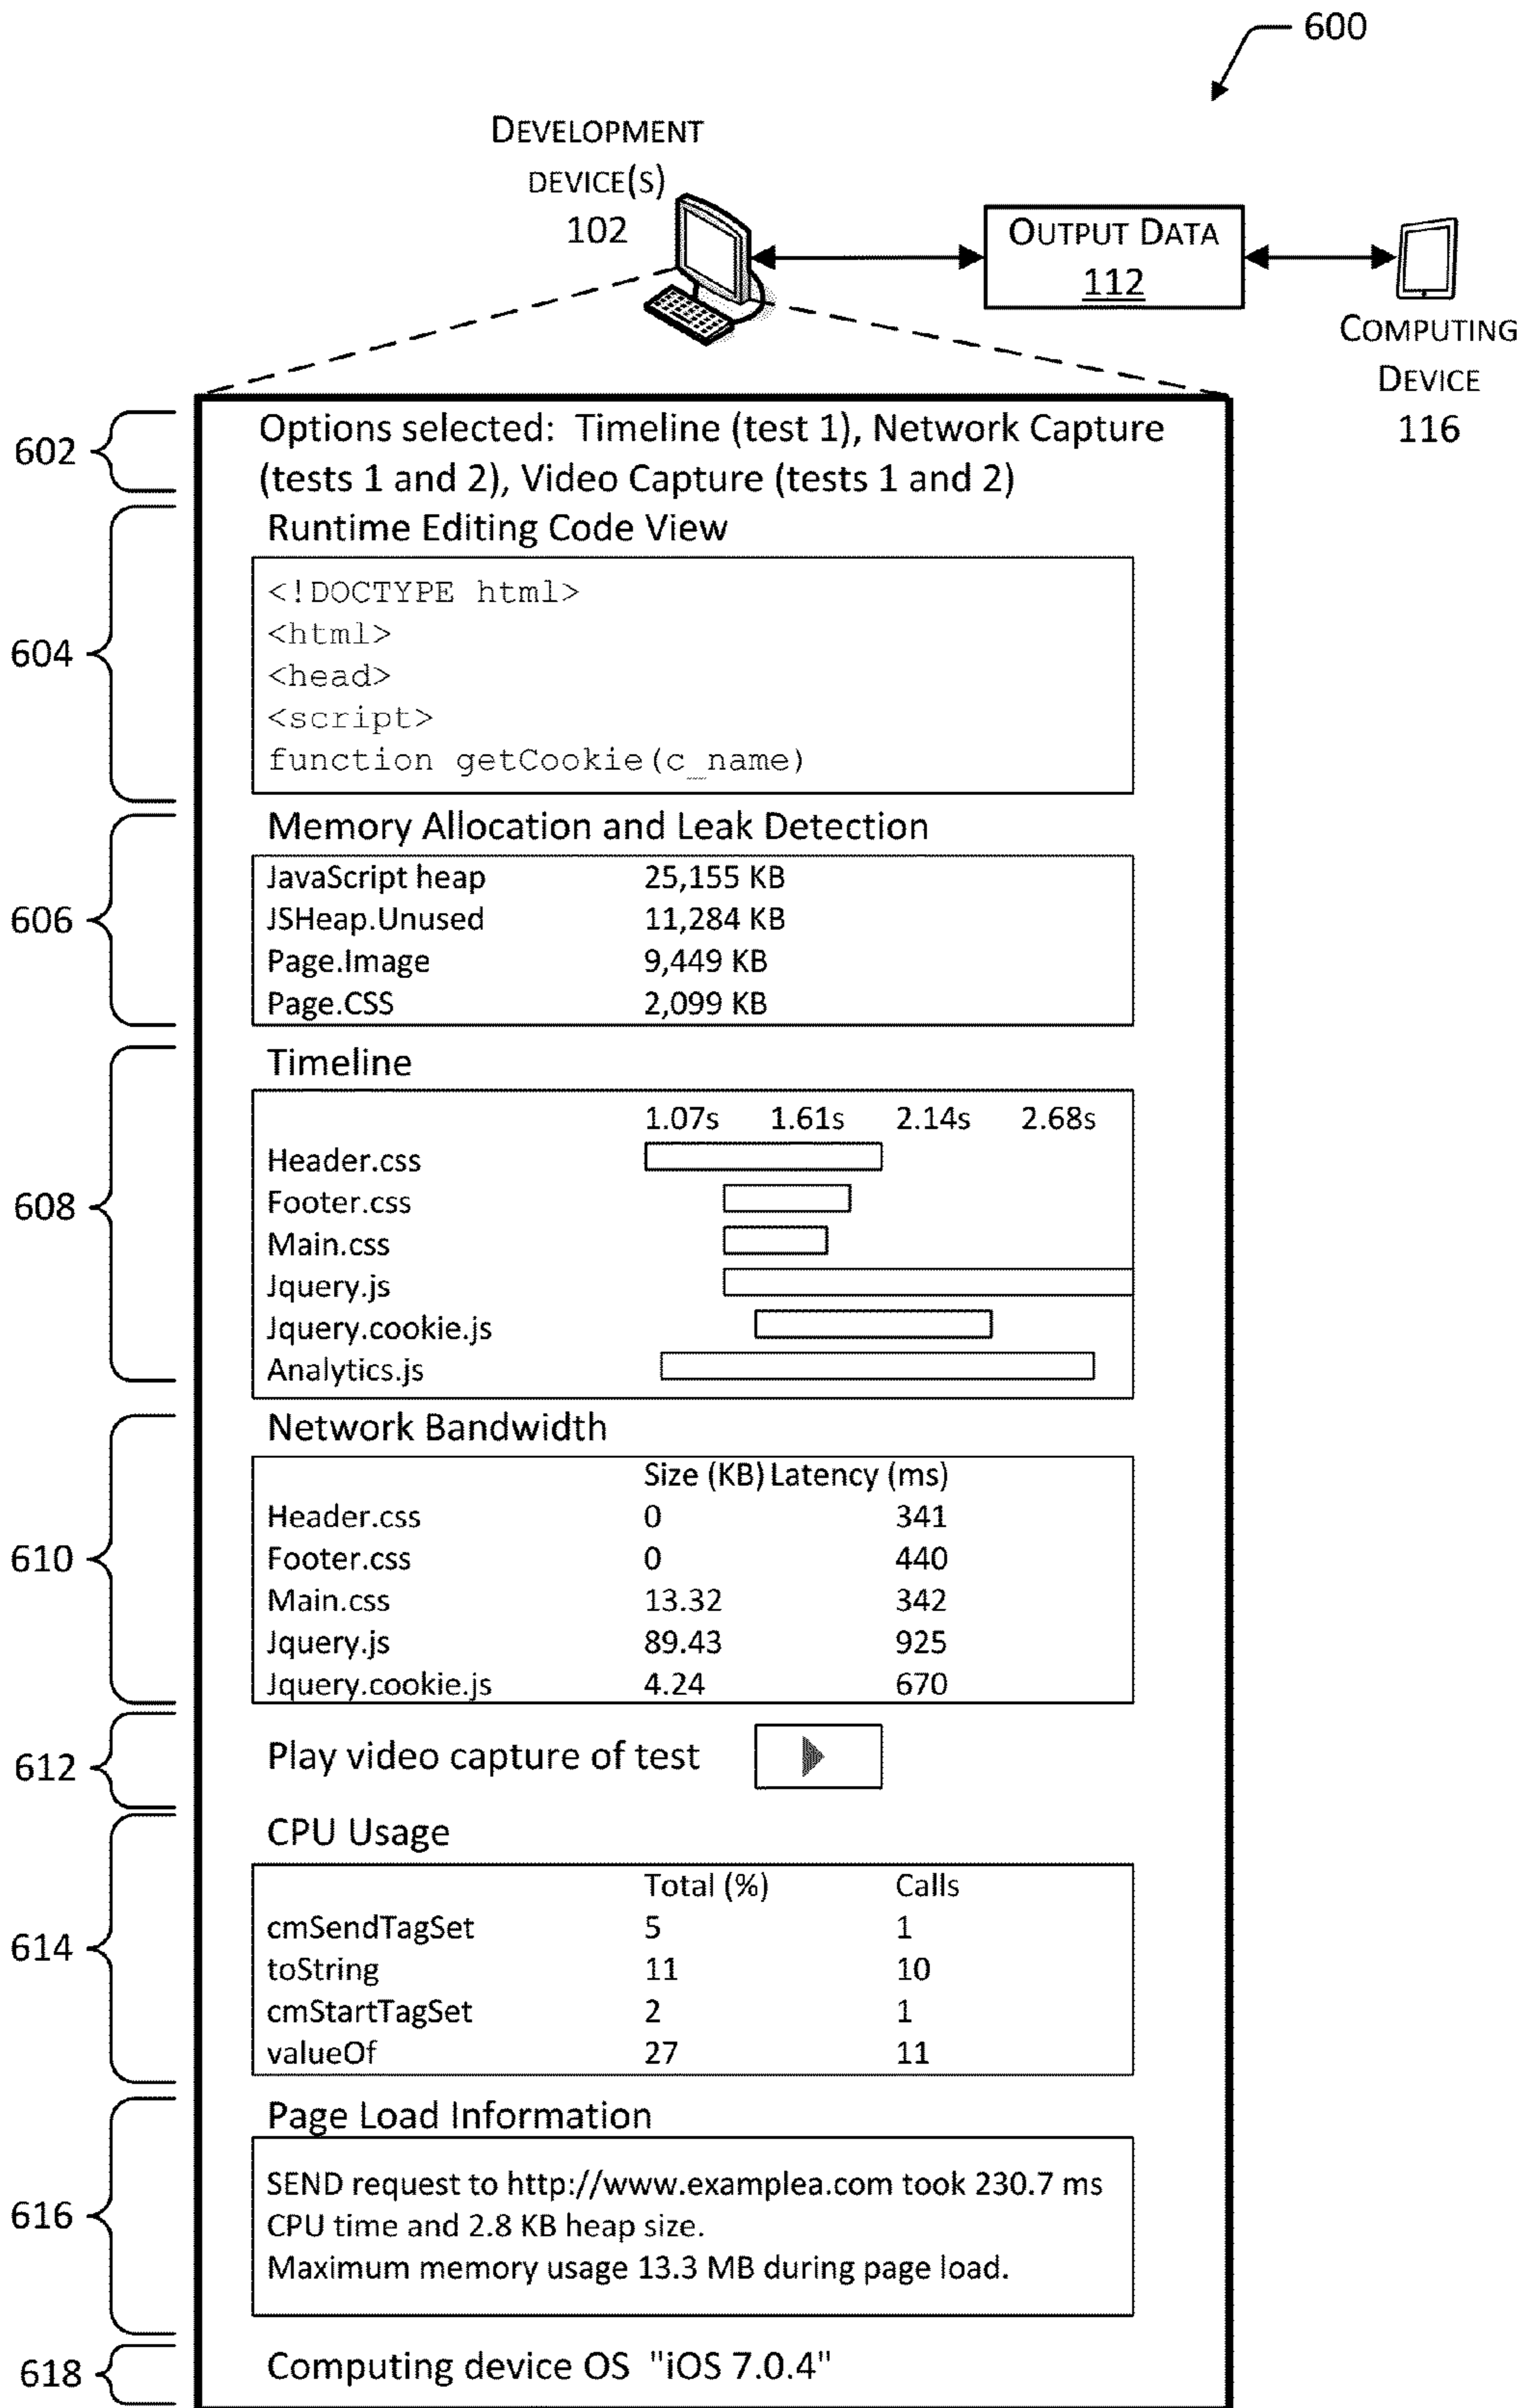 600
DEVELOPMENT
DEVICE(S)
102
OUTPUT DATA
112
COMPUTING
DEVICE
116
602
Options selected: Timeline (test 1), Network Capture
(tests 1 and 2), Video Capture (tests 1 and 2)
604
Runtime Editing Code View
<!DOCTYPE html>
<html>
<head>
<script>
function getCookie(c_name)
606
Memory Allocation and Leak Detection
JavaScript heap 25,155 KB
JSHeap.Unused 11,284 KB
Page.Image 9,449 KB
Page.CSS 2,099 KB
608
Timeline
1.07s 1.61s 2.14s 2.68s
Header.css
Footer.css
Main.css
Jquery.js
Jquery.cookie.js
Analytics.js
610
Network Bandwidth
Size (KB) Latency (ms)
Header.css 0 341
Footer.css 0 440
Main.css 13.32 342
Jquery.js 89.43 925
Jquery.cookie.js 4.24 670
612
Play video capture of test
614
CPU Usage
Total (%) Calls
cmSendTagSet 5 1
toString 11 10
cmStartTagSet 2 1
valueOf 27 11
616
Page Load Information
SEND request to http://www.examplea.com took 230.7 ms
CPU time and 2.8 KB heap size.
Maximum memory usage 13.3 MB during page load.
618
Computing device OS "iOS 7.0.4"